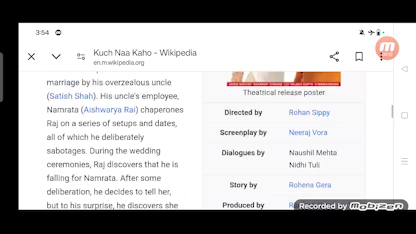 3:54
Kuch Naa Kaho - Wikipedia
en.m.wikipedia.org
marriage by his overzealous uncle
(Satish Shah). His uncle's employee,
Namrata (Aishwarya Rai) chaperones
Raj on a series of setups and dates,
all of which he deliberately
sabotages. During the wedding
ceremonies, Raj discovers that he is
falling for Namrata. After some
deliberation, he decides to tell her,
but to his surprise, he discovers she
Theatrical release poster
Directed by Rohan Sippy
Screenplay by Neeraj Vora
Dialogues by Naushil Mehta
Nidhi Tuli
Story by Rohena Gera
Produced by
Recorded by Mobizen